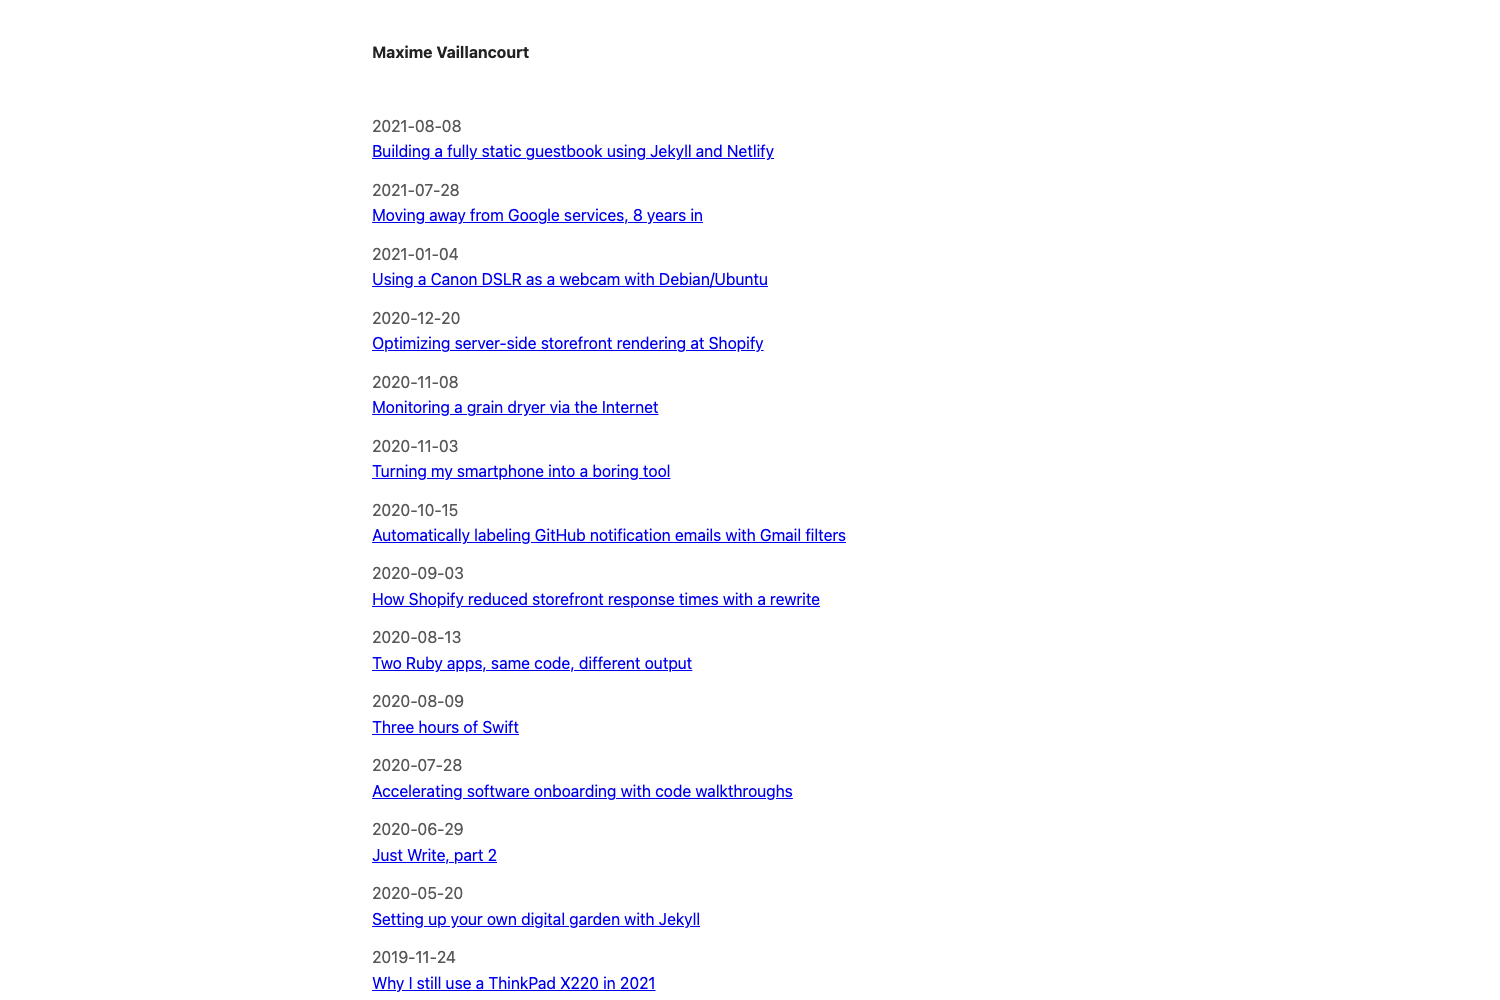 Maxime Vaillancourt
2021-08-08
Building a fully static guestbook using Jekyll and Netlify
2021-07-28
Moving away from Google services, 8 years in
2021-01-04
Using a Canon DSLR as a webcam with Debian/Ubuntu
2020-12-20
Optimizing server-side storefront rendering at Shopify
2020-11-08
Monitoring a grain dryer via the Internet
2020-11-03
Turning my smartphone into a boring tool
2020-10-15
Automatically labeling GitHub notification emails with Gmail filters
2020-09-03
How Shopify reduced storefront response times with a rewrite
2020-08-13
Two Ruby apps, same code, different output
2020-08-09
Three hours of Swift
2020-07-28
Accelerating software onboarding with code walkthroughs
2020-06-29
Just Write, part 2
2020-05-20
Setting up your own digital garden with Jekyll
2019-11-24
Why I still use a ThinkPad X220 in 2021